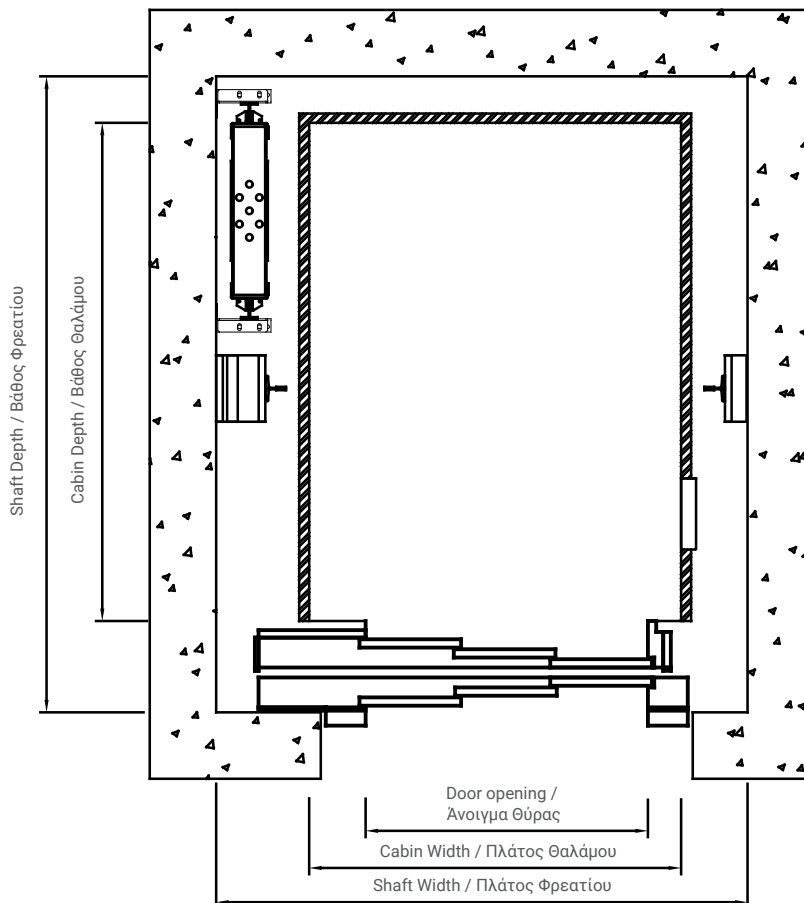 Shaft Depth / Βάθος Φρεατίου
Cabin Depth / Βάθος Θαλάμου
Door opening /
Άνοιγμα Θύρας
Cabin Width / Πλάτος Θαλάμου
Shaft Width / Πλάτος Φρεατίου